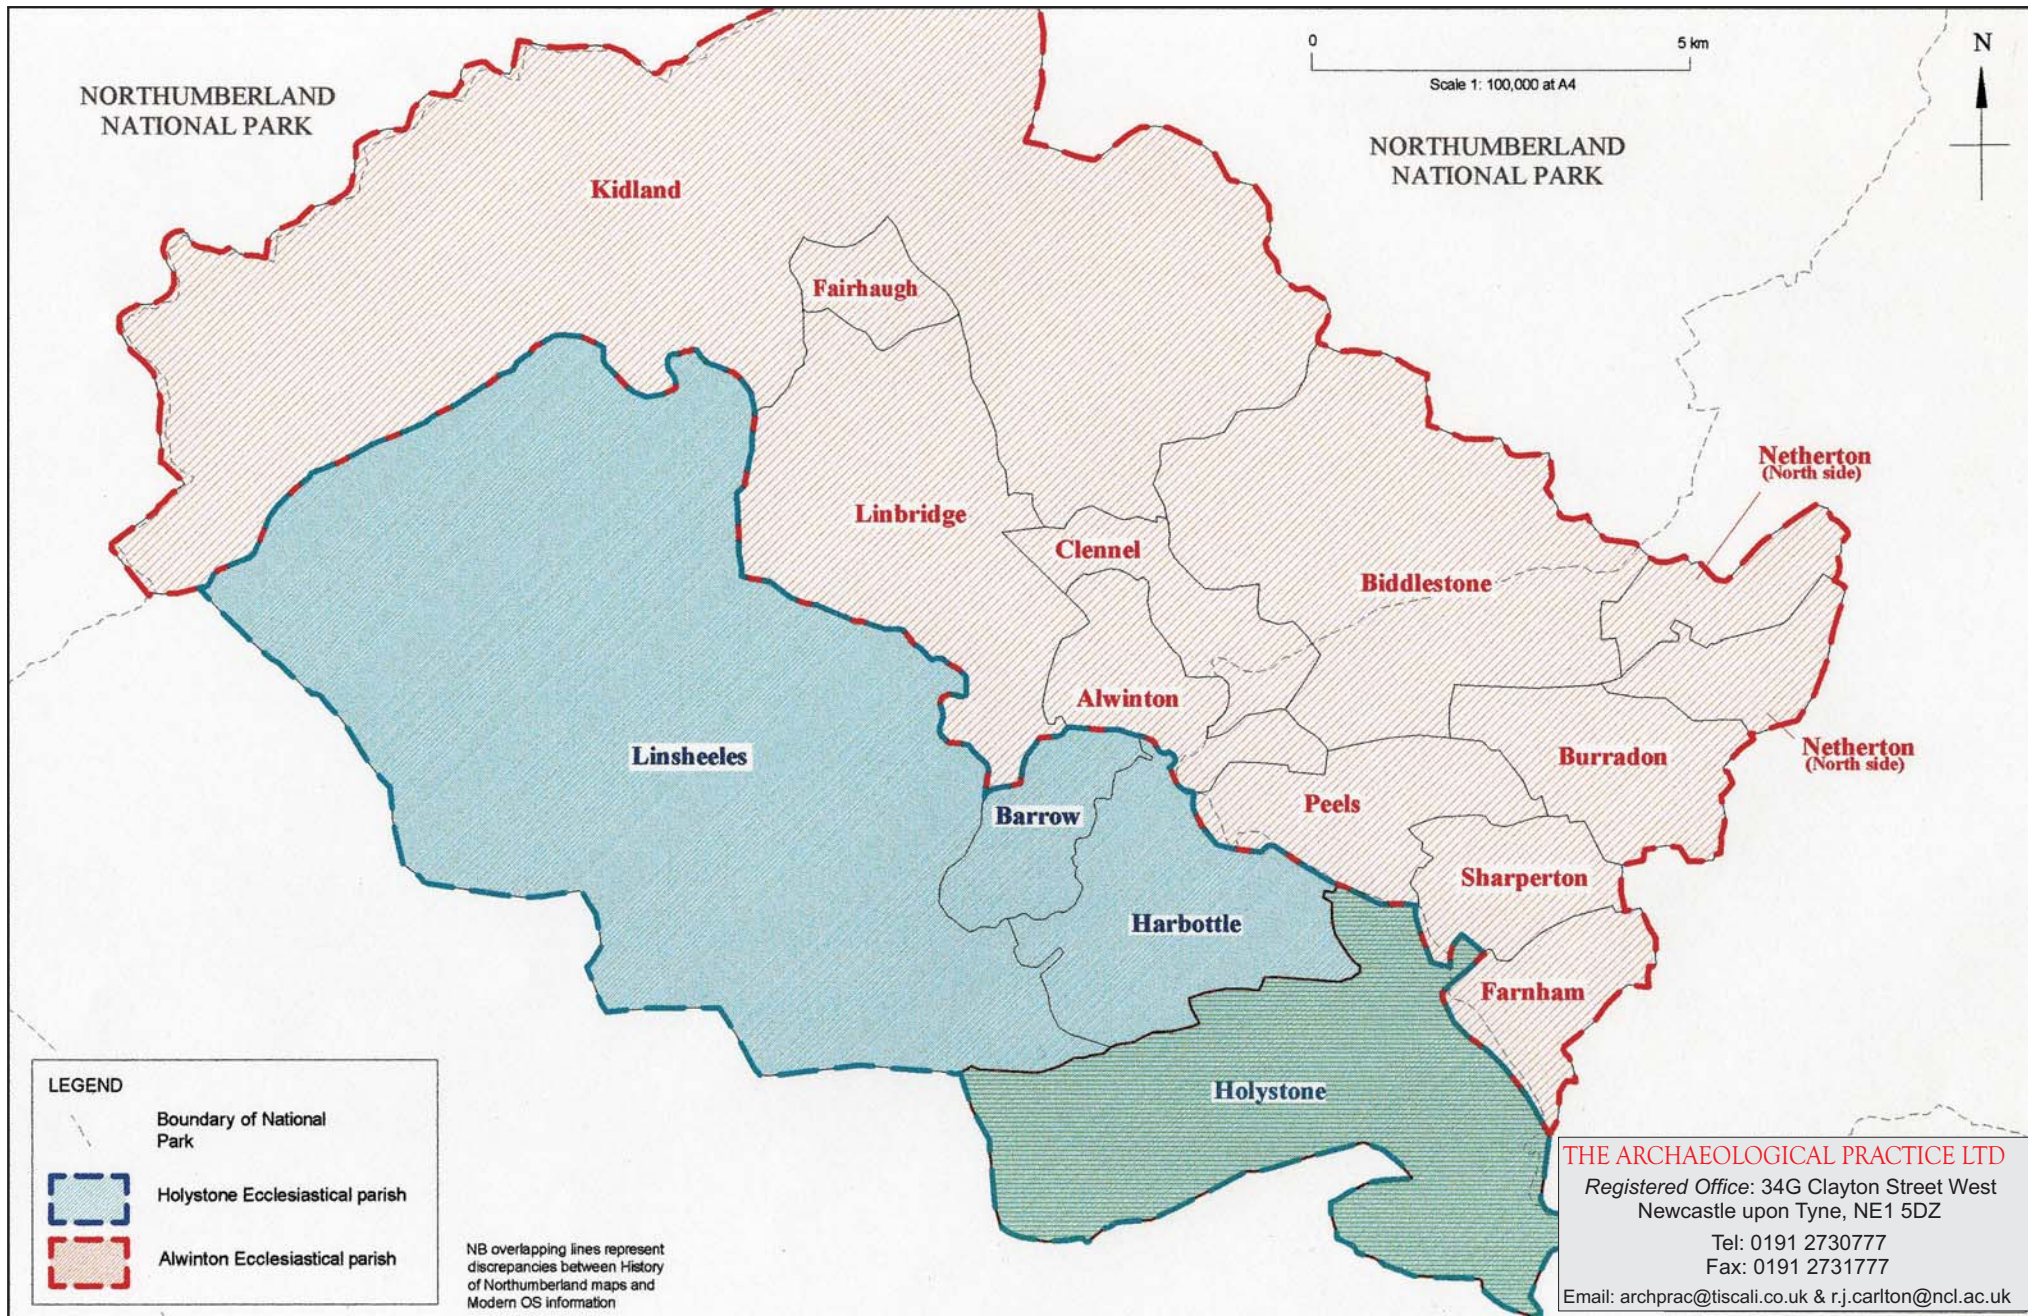 0
5 km
Scale 1: 100,000 at A4
N
NORTHUMBERLAND
NATIONAL PARK
NORTHUMBERLAND
NATIONAL PARK
Kidland
Fairhaugh
Netherton
(North side)
Linbridge
Clennel
Biddlestone
Alwinton
Linsheeles
Burradon
Netherton
(North side)
Barrow
Peels
Sharperton
Harbottle
Farnham
Holystone
LEGEND
Boundary of National
Park
Holystone Ecclesiastical parish
Alwinton Ecclesiastical parish
NB overlapping lines represent
discrepancies between History
of Northumberland maps and
Modern OS information
THE ARCHAEOLOGICAL PRACTICE LTD
Registered Office: 34G Clayton Street West
Newcastle upon Tyne, NE1 5DZ
Tel: 0191 2730777
Fax: 0191 2731777
Email: archprac@tiscali.co.uk & r.j.carlton@ncl.ac.uk